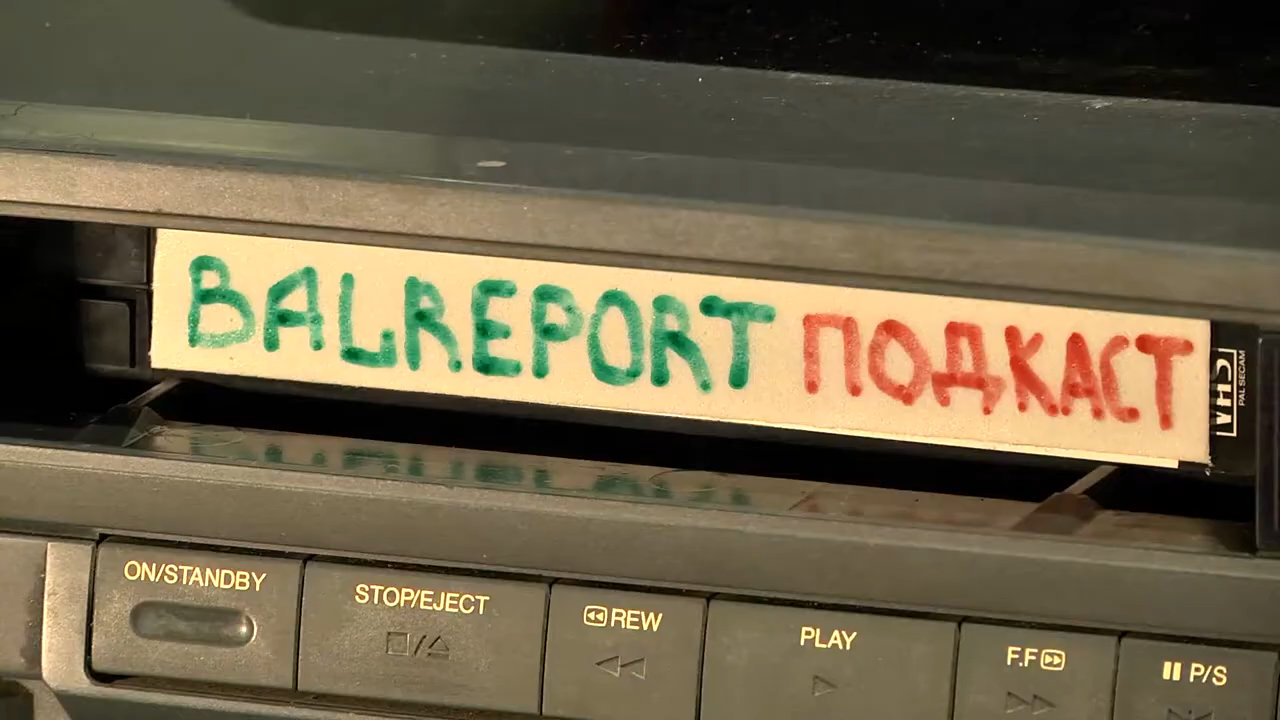 BALREPORT ПОДКАСТ
VHS
PAL SECAM
ON/STANDBY
STOP/EJECT
REW
PLAY
F.F
P/S